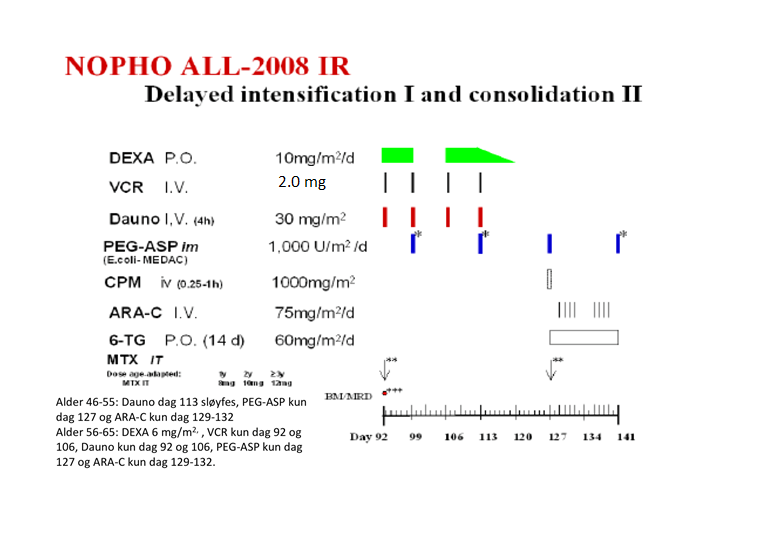 NOPHO ALL-2008 IR
Delayed intensification I and consolidation II
DEXA P.O. 10mg/m²/d
VCR I.V. 2.0 mg
Dauno I,V. (4h) 30 mg/m²
PEG-ASP im 1,000 U/m²/d
(E.coli-MEDAC)
* * *
CPM iv (0.25-1h) 1000mg/m²
ARA-C I.V. 75mg/m²/d
6-TG P.O. (14 d) 60mg/m²/d
MTX IT ** **
Dose age-adapted: 1y 2y ≥3y
MTX IT 8mg 10mg 12mg
BM/MRD ***
Day 92 99 106 113 120 127 134 141
Alder 46-55: Dauno dag 113 sløyfes, PEG-ASP kun
dag 127 og ARA-C kun dag 129-132
Alder 56-65: DEXA 6 mg/m², , VCR kun dag 92 og
106, Dauno kun dag 92 og 106, PEG-ASP kun dag
127 og ARA-C kun dag 129-132.